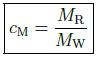 c_M = M_R / M_W